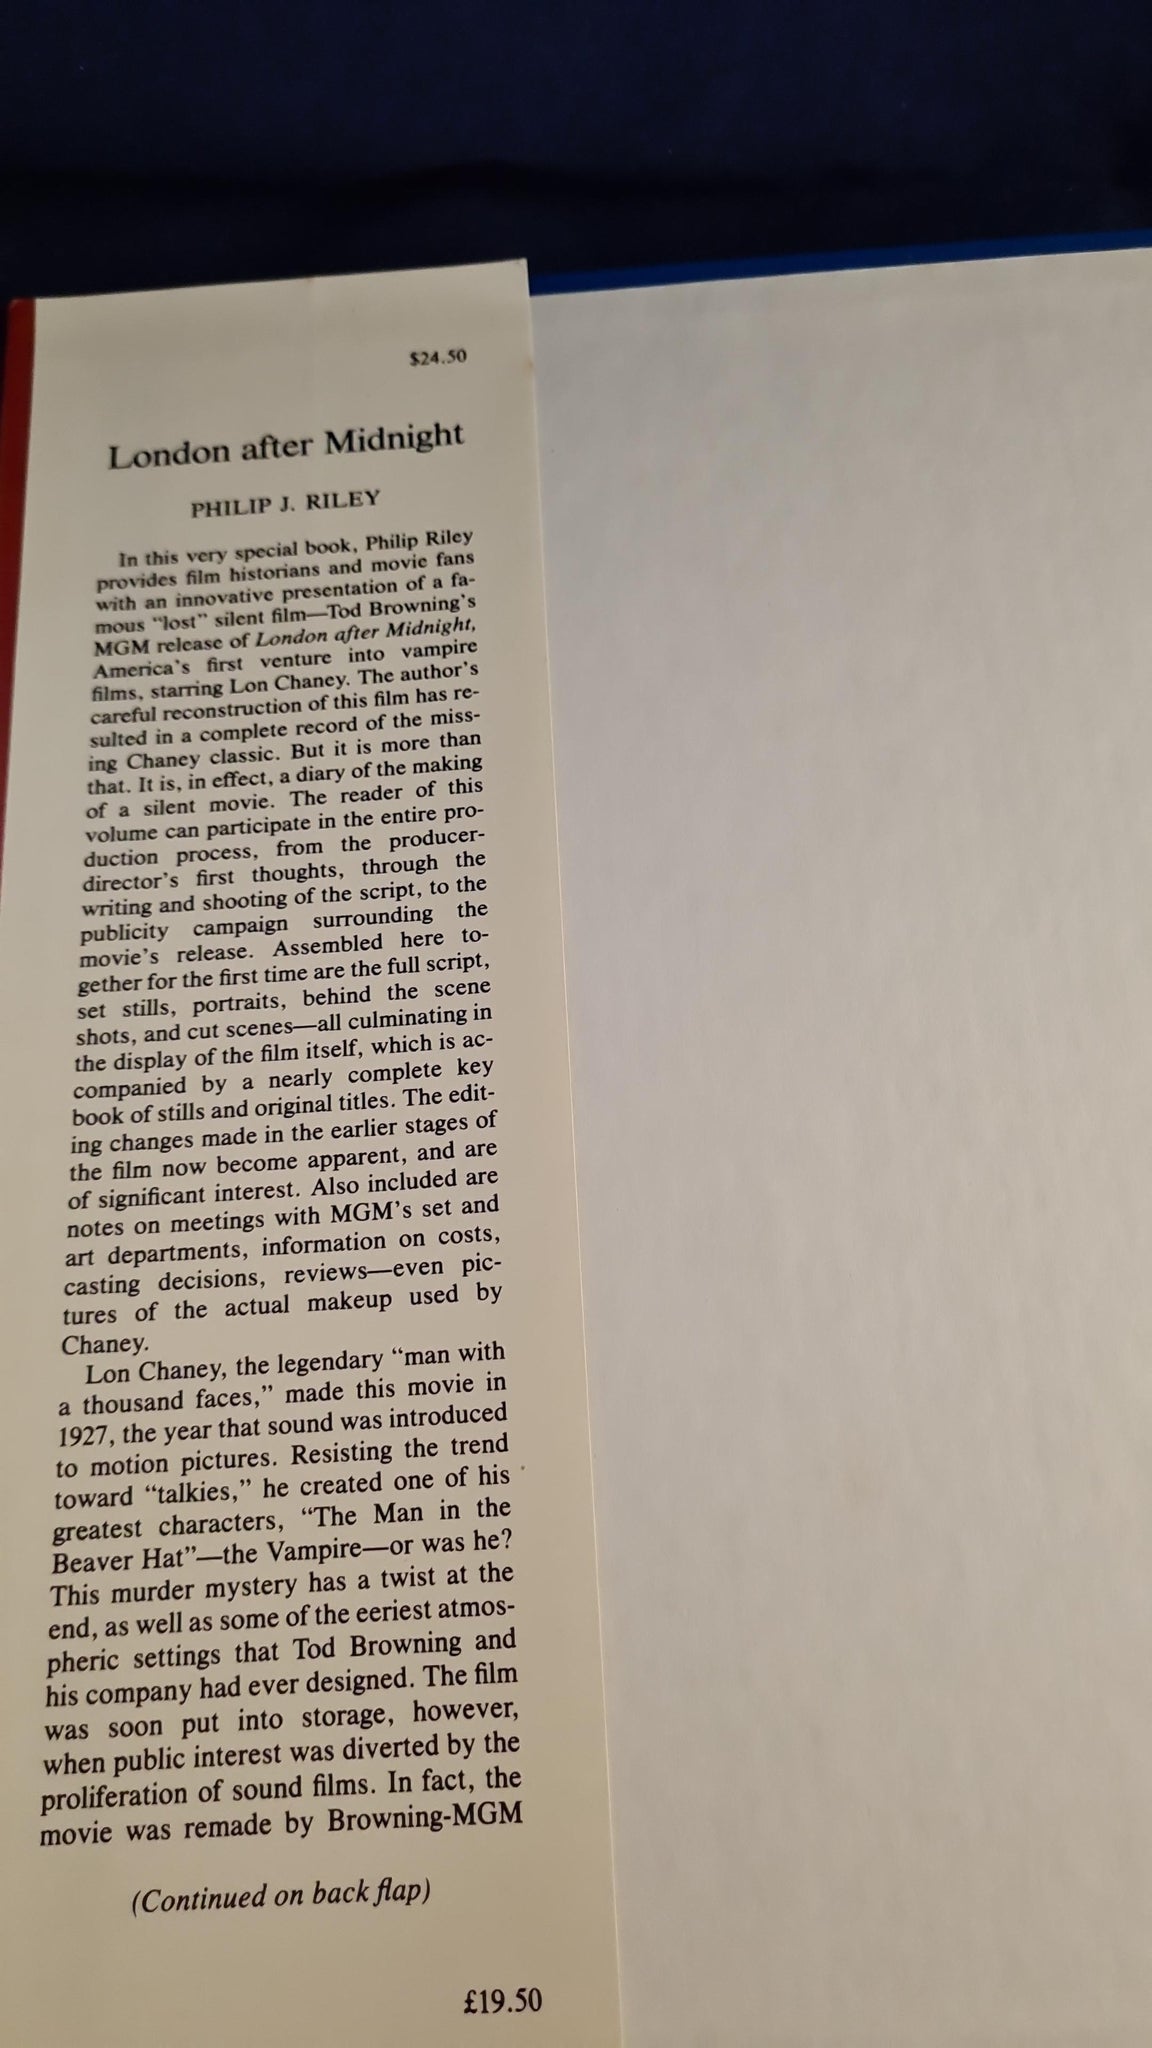 $24.50
London after Midnight
PHILIP J. RILEY
In this very special book, Philip Riley
provides film historians and movie fans
with an innovative presentation of a fa-
mous "lost" silent film—Tod Browning's
MGM release of London after Midnight,
America's first venture into vampire
films, starring Lon Chaney. The author's
careful reconstruction of this film has re-
sulted in a complete record of the miss-
ing Chaney classic. But it is more than
that. It is, in effect, a diary of the making
of a silent movie. The reader of this
volume can participate in the entire pro-
duction process, from the producer-
director's first thoughts, through the
writing and shooting of the script, to the
publicity campaign surrounding the
movie's release. Assembled here to-
gether for the first time are the full script,
set stills, portraits, behind the scene
shots, and cut scenes—all culminating in
the display of the film itself, which is ac-
companied by a nearly complete key
book of stills and original titles. The edit-
ing changes made in the earlier stages of
the film now become apparent, and are
of significant interest. Also included are
notes on meetings with MGM's set and
art departments, information on costs,
casting decisions, reviews—even pic-
tures of the actual makeup used by
Chaney.
Lon Chaney, the legendary "man with
a thousand faces," made this movie in
1927, the year that sound was introduced
to motion pictures. Resisting the trend
toward "talkies," he created one of his
greatest characters, "The Man in the
Beaver Hat"—the Vampire—or was he?
This murder mystery has a twist at the
end, as well as some of the eeriest atmos-
pheric settings that Tod Browning and
his company had ever designed. The film
was soon put into storage, however,
when public interest was diverted by the
proliferation of sound films. In fact, the
movie was remade by Browning-MGM
(Continued on back flap)
£19.50